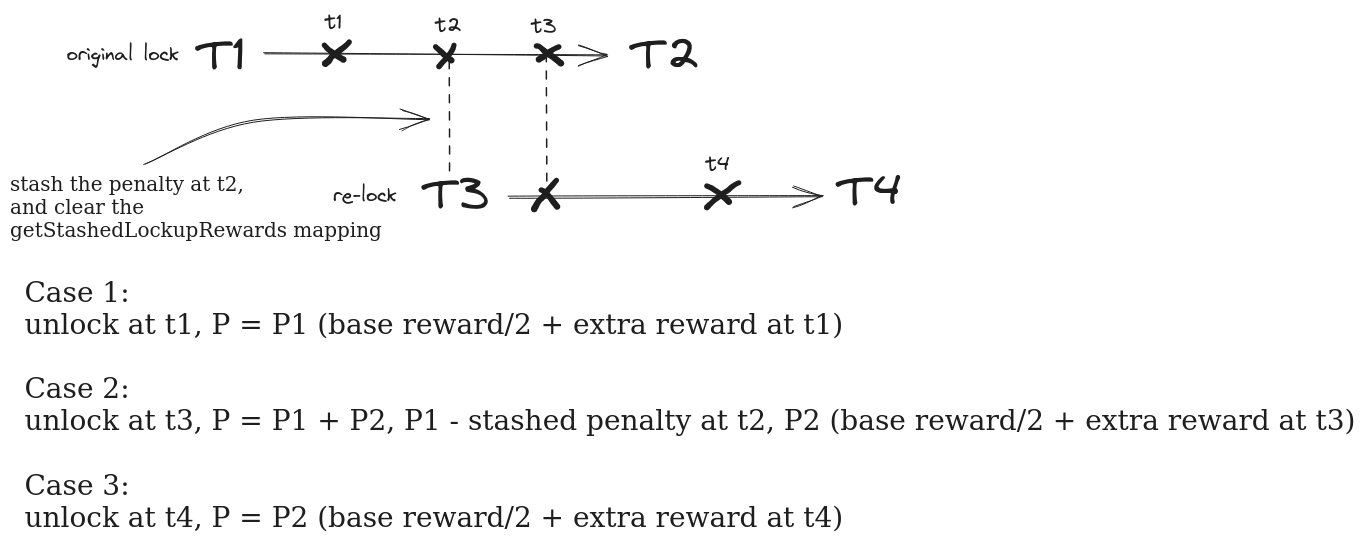 t1 t2 t3
original lock T1 T2
t4
stash the penalty at t2,
and clear the
getStashedLockupRewards mapping
re-lock T3 T4
Case 1:
unlock at t1, P = P1 (base reward/2 + extra reward at t1)
Case 2:
unlock at t3, P = P1 + P2, P1 - stashed penalty at t2, P2 (base reward/2 + extra reward at t3)
Case 3:
unlock at t4, P = P2 (base reward/2 + extra reward at t4)